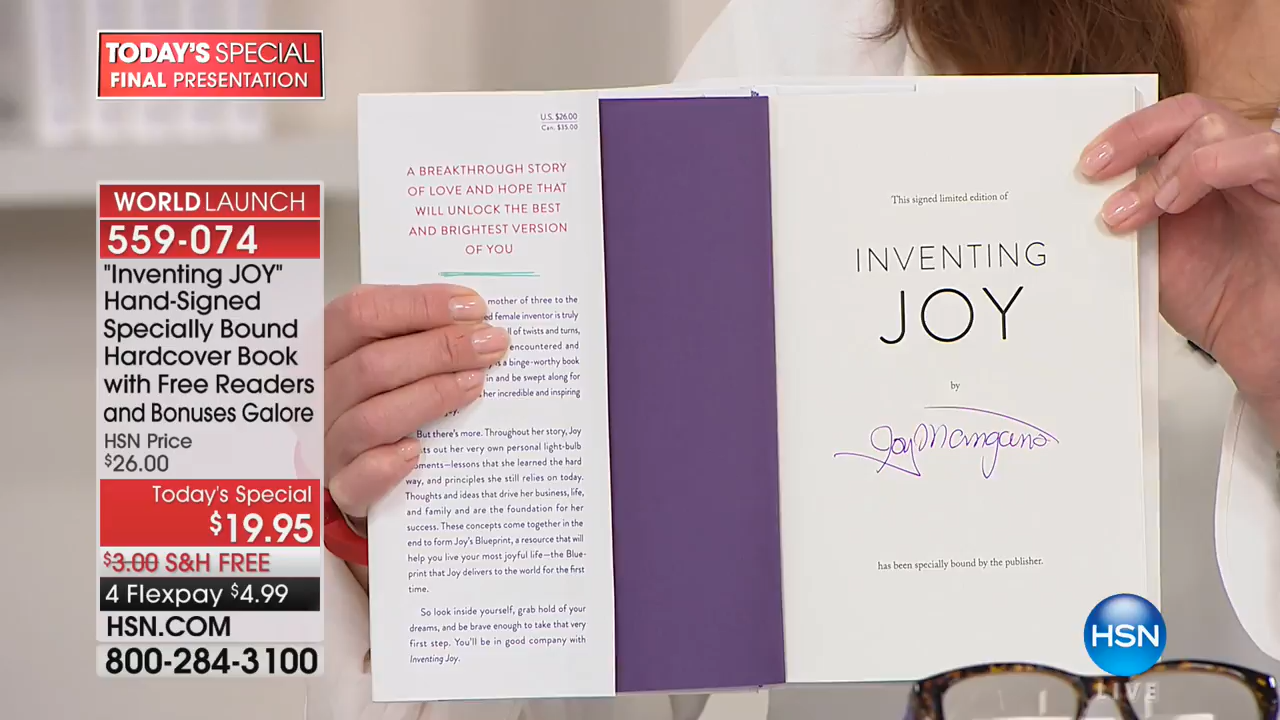 TODAY'S SPECIAL
FINAL PRESENTATION
WORLD LAUNCH
559-074
"Inventing JOY"
Hand-Signed
Specially Bound
Hardcover Book
with Free Readers
and Bonuses Galore
HSN Price
$26.00
Today's Special
$19.95
$3.00 S&H FREE
4 Flexpay $4.99
HSN.COM
800-284-3100
U.S. $26.00
Can. $35.00
A BREAKTHROUGH STORY
OF LOVE AND HOPE THAT
WILL UNLOCK THE BEST
AND BRIGHTEST VERSION
OF YOU
mother of three to the
female inventor is truly
of twists and turns,
encountered and
a binge-worthy book
in and be swept along for
her incredible and inspiring
But there's more. Throughout her story, Joy
out her very own personal light-bulb
—lessons that she learned the hard
way, and principles she still relies on today.
Thoughts and ideas that drive her business, life,
and family and are the foundation for her
success. These concepts come together in the
end to form Joy's Blueprint, a resource that will
help you live your most joyful life—the Blue-
print that Joy delivers to the world for the first
time.
So look inside yourself, grab hold of your
dreams, and be brave enough to take that very
first step. You'll be in good company with
Inventing Joy.
This signed limited edition of
INVENTING
JOY
by
Joy Mangano
has been specially bound by the publisher.
HSN
LIVE